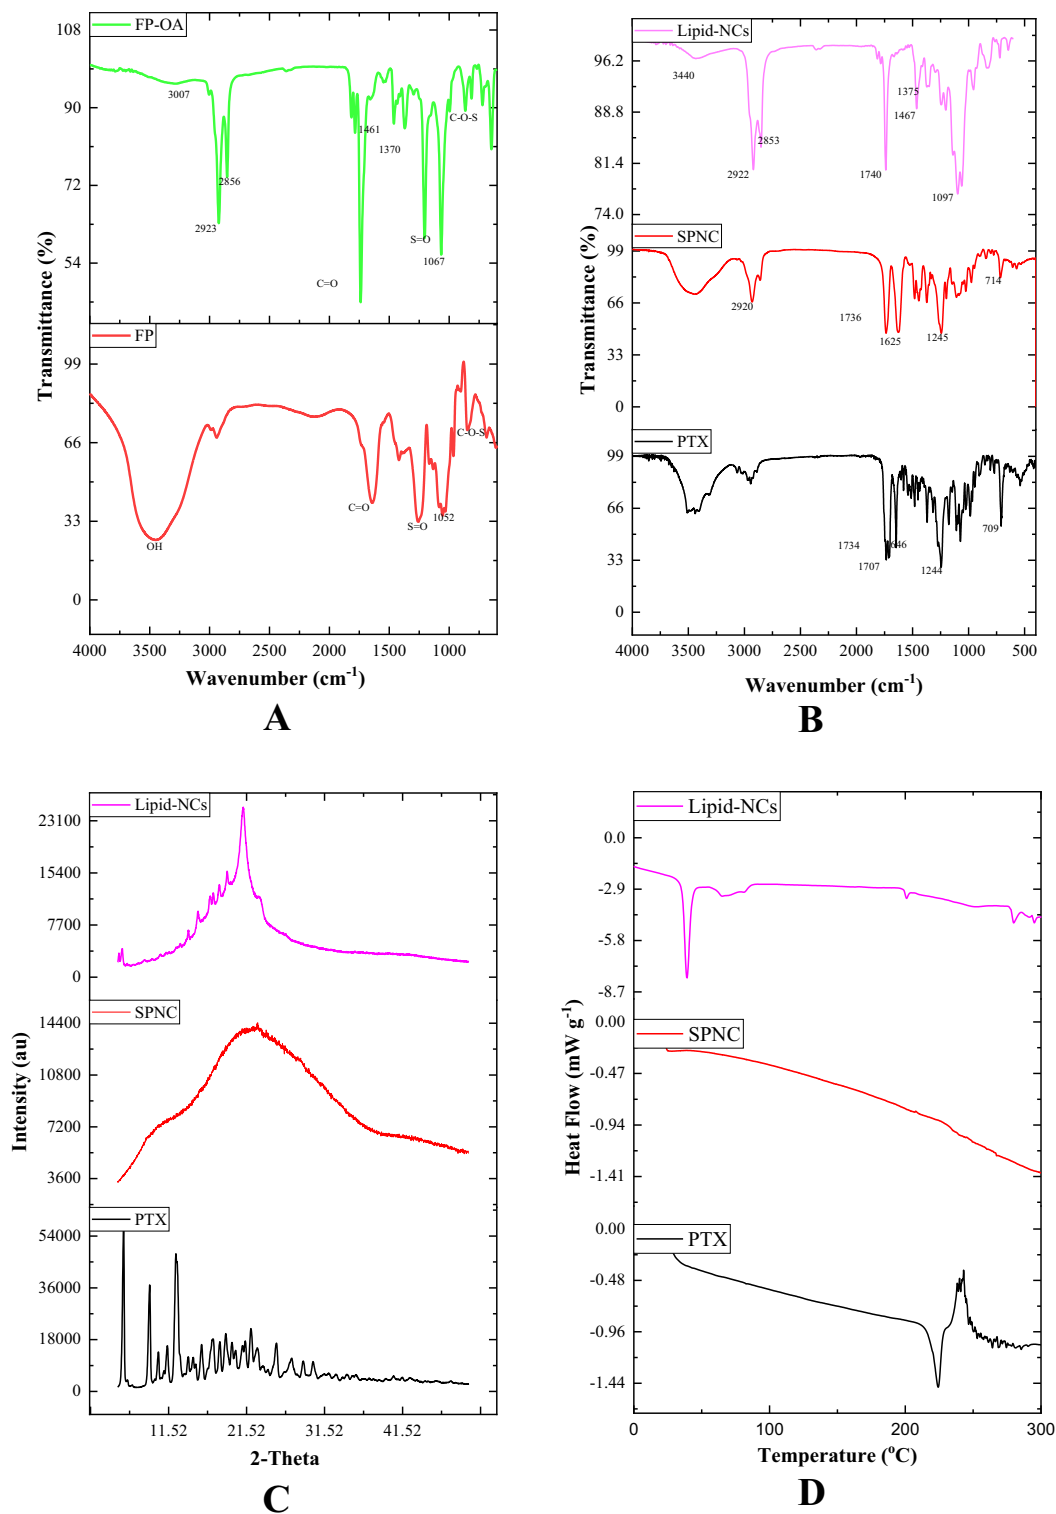 FP-OA
108
90
72
54
3007
2856
2923
C=O
1461
1370
S=O
1067
C-O-S
FP
99
66
33
0
OH
C=O
S=O
1052
C-O-S
Transmittance (%)
4000 3500 3000 2500 2000 1500 1000
Wavenumber (cm-1)
A
Lipid-NCs
96.2
88.8
81.4
74.0
3440
2922
2853
1740
1467
1375
1097
SPNC
99
66
33
0
2920
1736
1625
1245
714
PTX
99
66
33
0
1734
1707
1244
709
Transmittance (%)
4000 3500 3000 2500 2000 1500 1000 500
Wavenumber (cm-1)
B
Lipid-NCs
23100
15400
7700
0
SPNC
14400
10800
7200
3600
PTX
54000
36000
18000
0
Intensity (au)
11.52 21.52 31.52 41.52
2-Theta
C
Lipid-NCs
0.0
-2.9
-5.8
-8.7
SPNC
0.00
-0.47
-0.94
-1.41
PTX
0.00
-0.48
-0.96
-1.44
Heat Flow (mW g-1)
0 100 200 300
Temperature (oC)
D